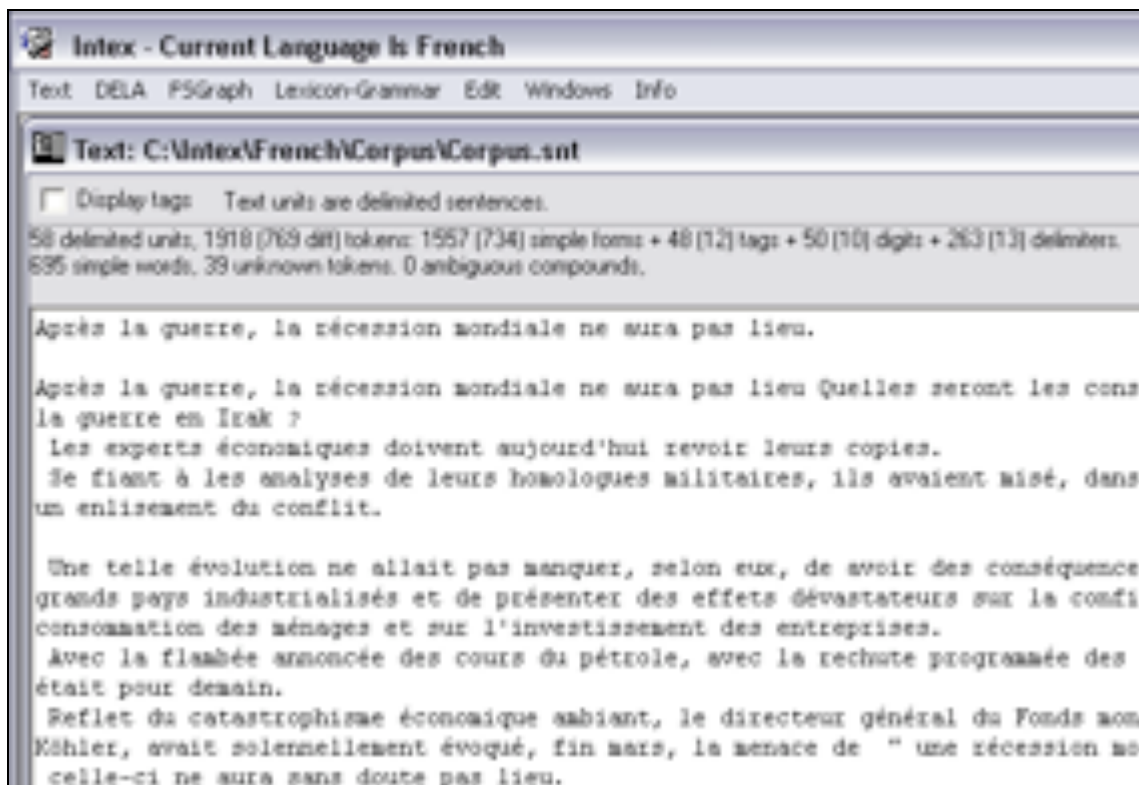 Intex - Current Language Is French
Text DELA FSGraph Lexicon-Grammar Edit Windows Info
Text: C:\Intex\French\Corpus\Corpus.snt
Display tags Text units are delimited sentences.
58 delimited units, 1918 (769 diff) tokens: 1557 (734) simple forms + 48 (12) tags + 50 (10) digits + 263 (13) delimiters.
695 simple words, 39 unknown tokens. 0 ambiguous compounds.
Après la guerre, la récession mondiale ne aura pas lieu.
Après la guerre, la récession mondiale ne aura pas lieu Quelles seront les cons
la guerre en Irak ?
Les experts économiques doivent aujourd'hui revoir leurs copies.
Se fiant à les analyses de leurs homologues militaires, ils avaient misé, dans
un enlisement du conflit.
Une telle évolution ne allait pas manquer, selon eux, de avoir des conséquence
grands pays industrialisés et de présenter des effets dévastateurs sur la confi
consommation des ménages et sur l'investissement des entreprises.
Avec la flambée annoncée des cours du pétrole, avec la rechute programmée des
était pour demain.
Reflet du catastrophisme économique ambiant, le directeur général du Fonds mon
Köhler, avait solennellement évoqué, fin mars, la menace de " une récession mo
celle-ci ne aura sans doute pas lieu.